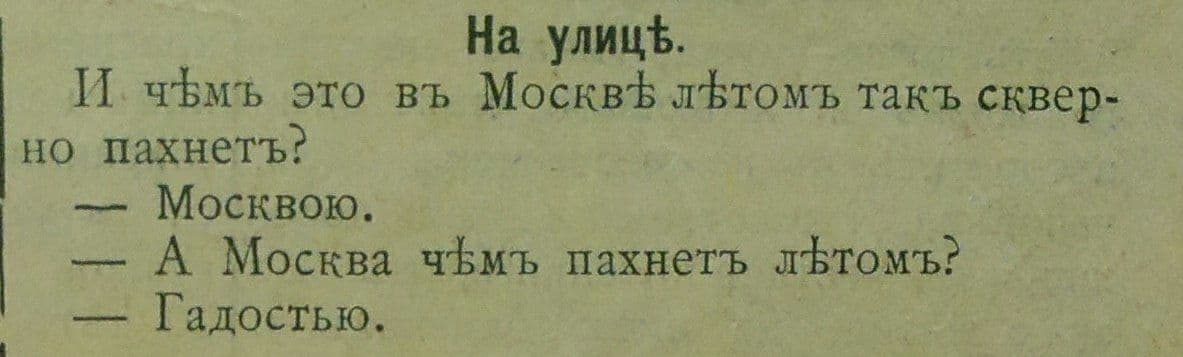 На улицѣ.
И чѣмъ это въ Москвѣ лѣтомъ такъ сквер-
но пахнетъ?
— Москвою.
— А Москва чѣмъ пахнетъ лѣтомъ?
— Гадостью.